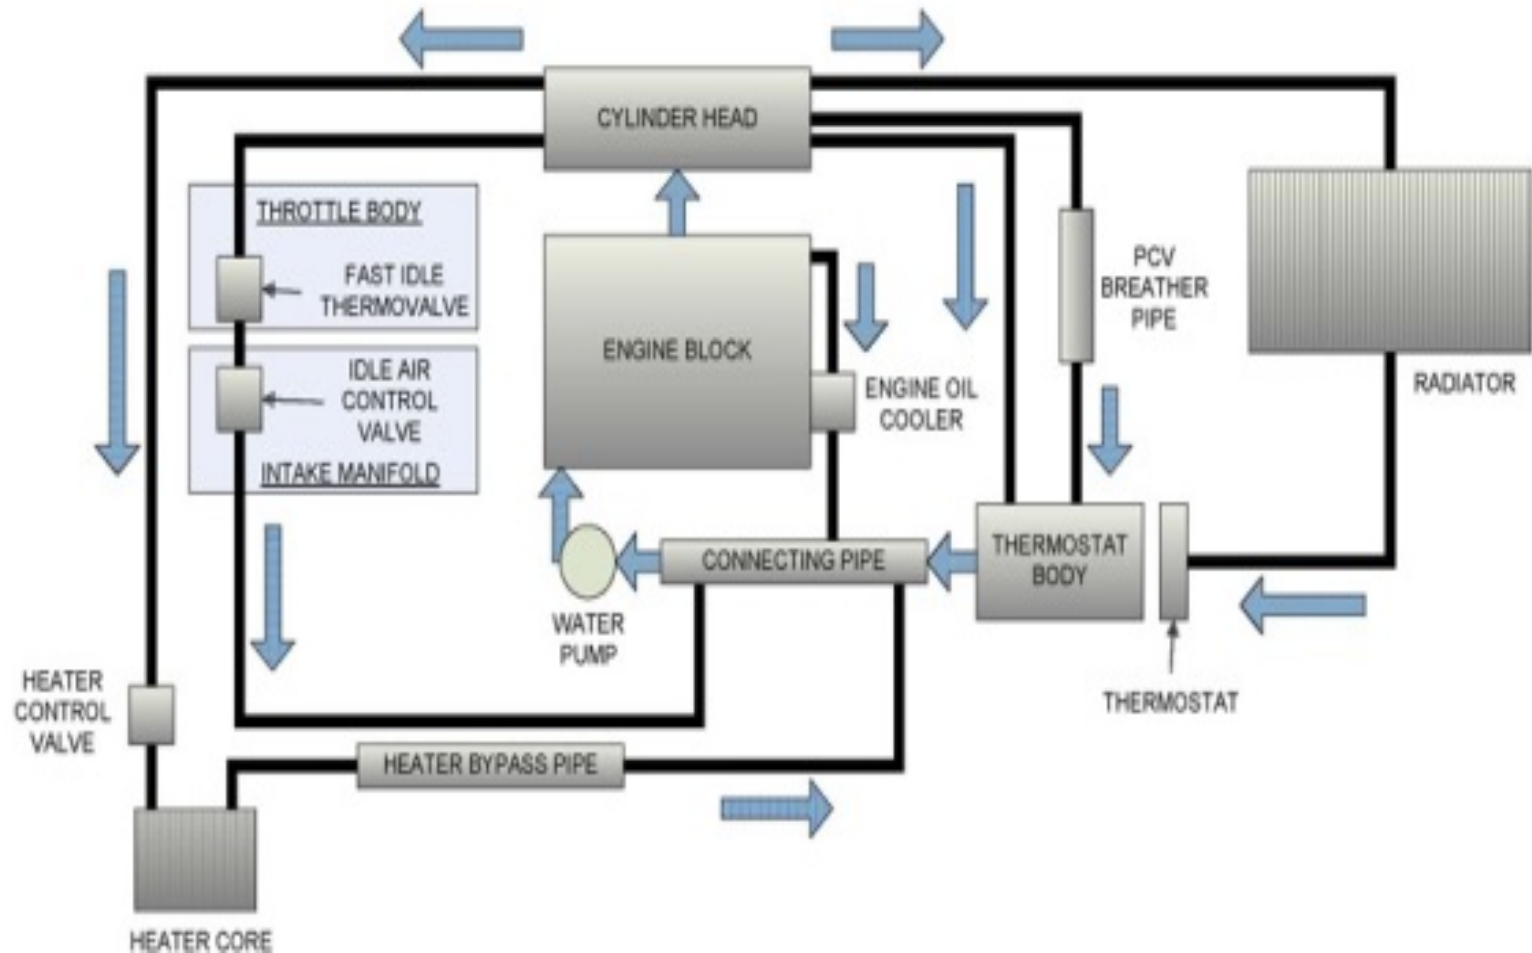 CYLINDER HEAD
THROTTLE BODY
FAST IDLE
THERMOVALVE
IDLE AIR
CONTROL
VALVE
INTAKE MANIFOLD
ENGINE BLOCK
ENGINE OIL
COOLER
PCV
BREATHER
PIPE
RADIATOR
CONNECTING PIPE
THERMOSTAT
BODY
WATER
PUMP
THERMOSTAT
HEATER
CONTROL
VALVE
HEATER BYPASS PIPE
HEATER CORE